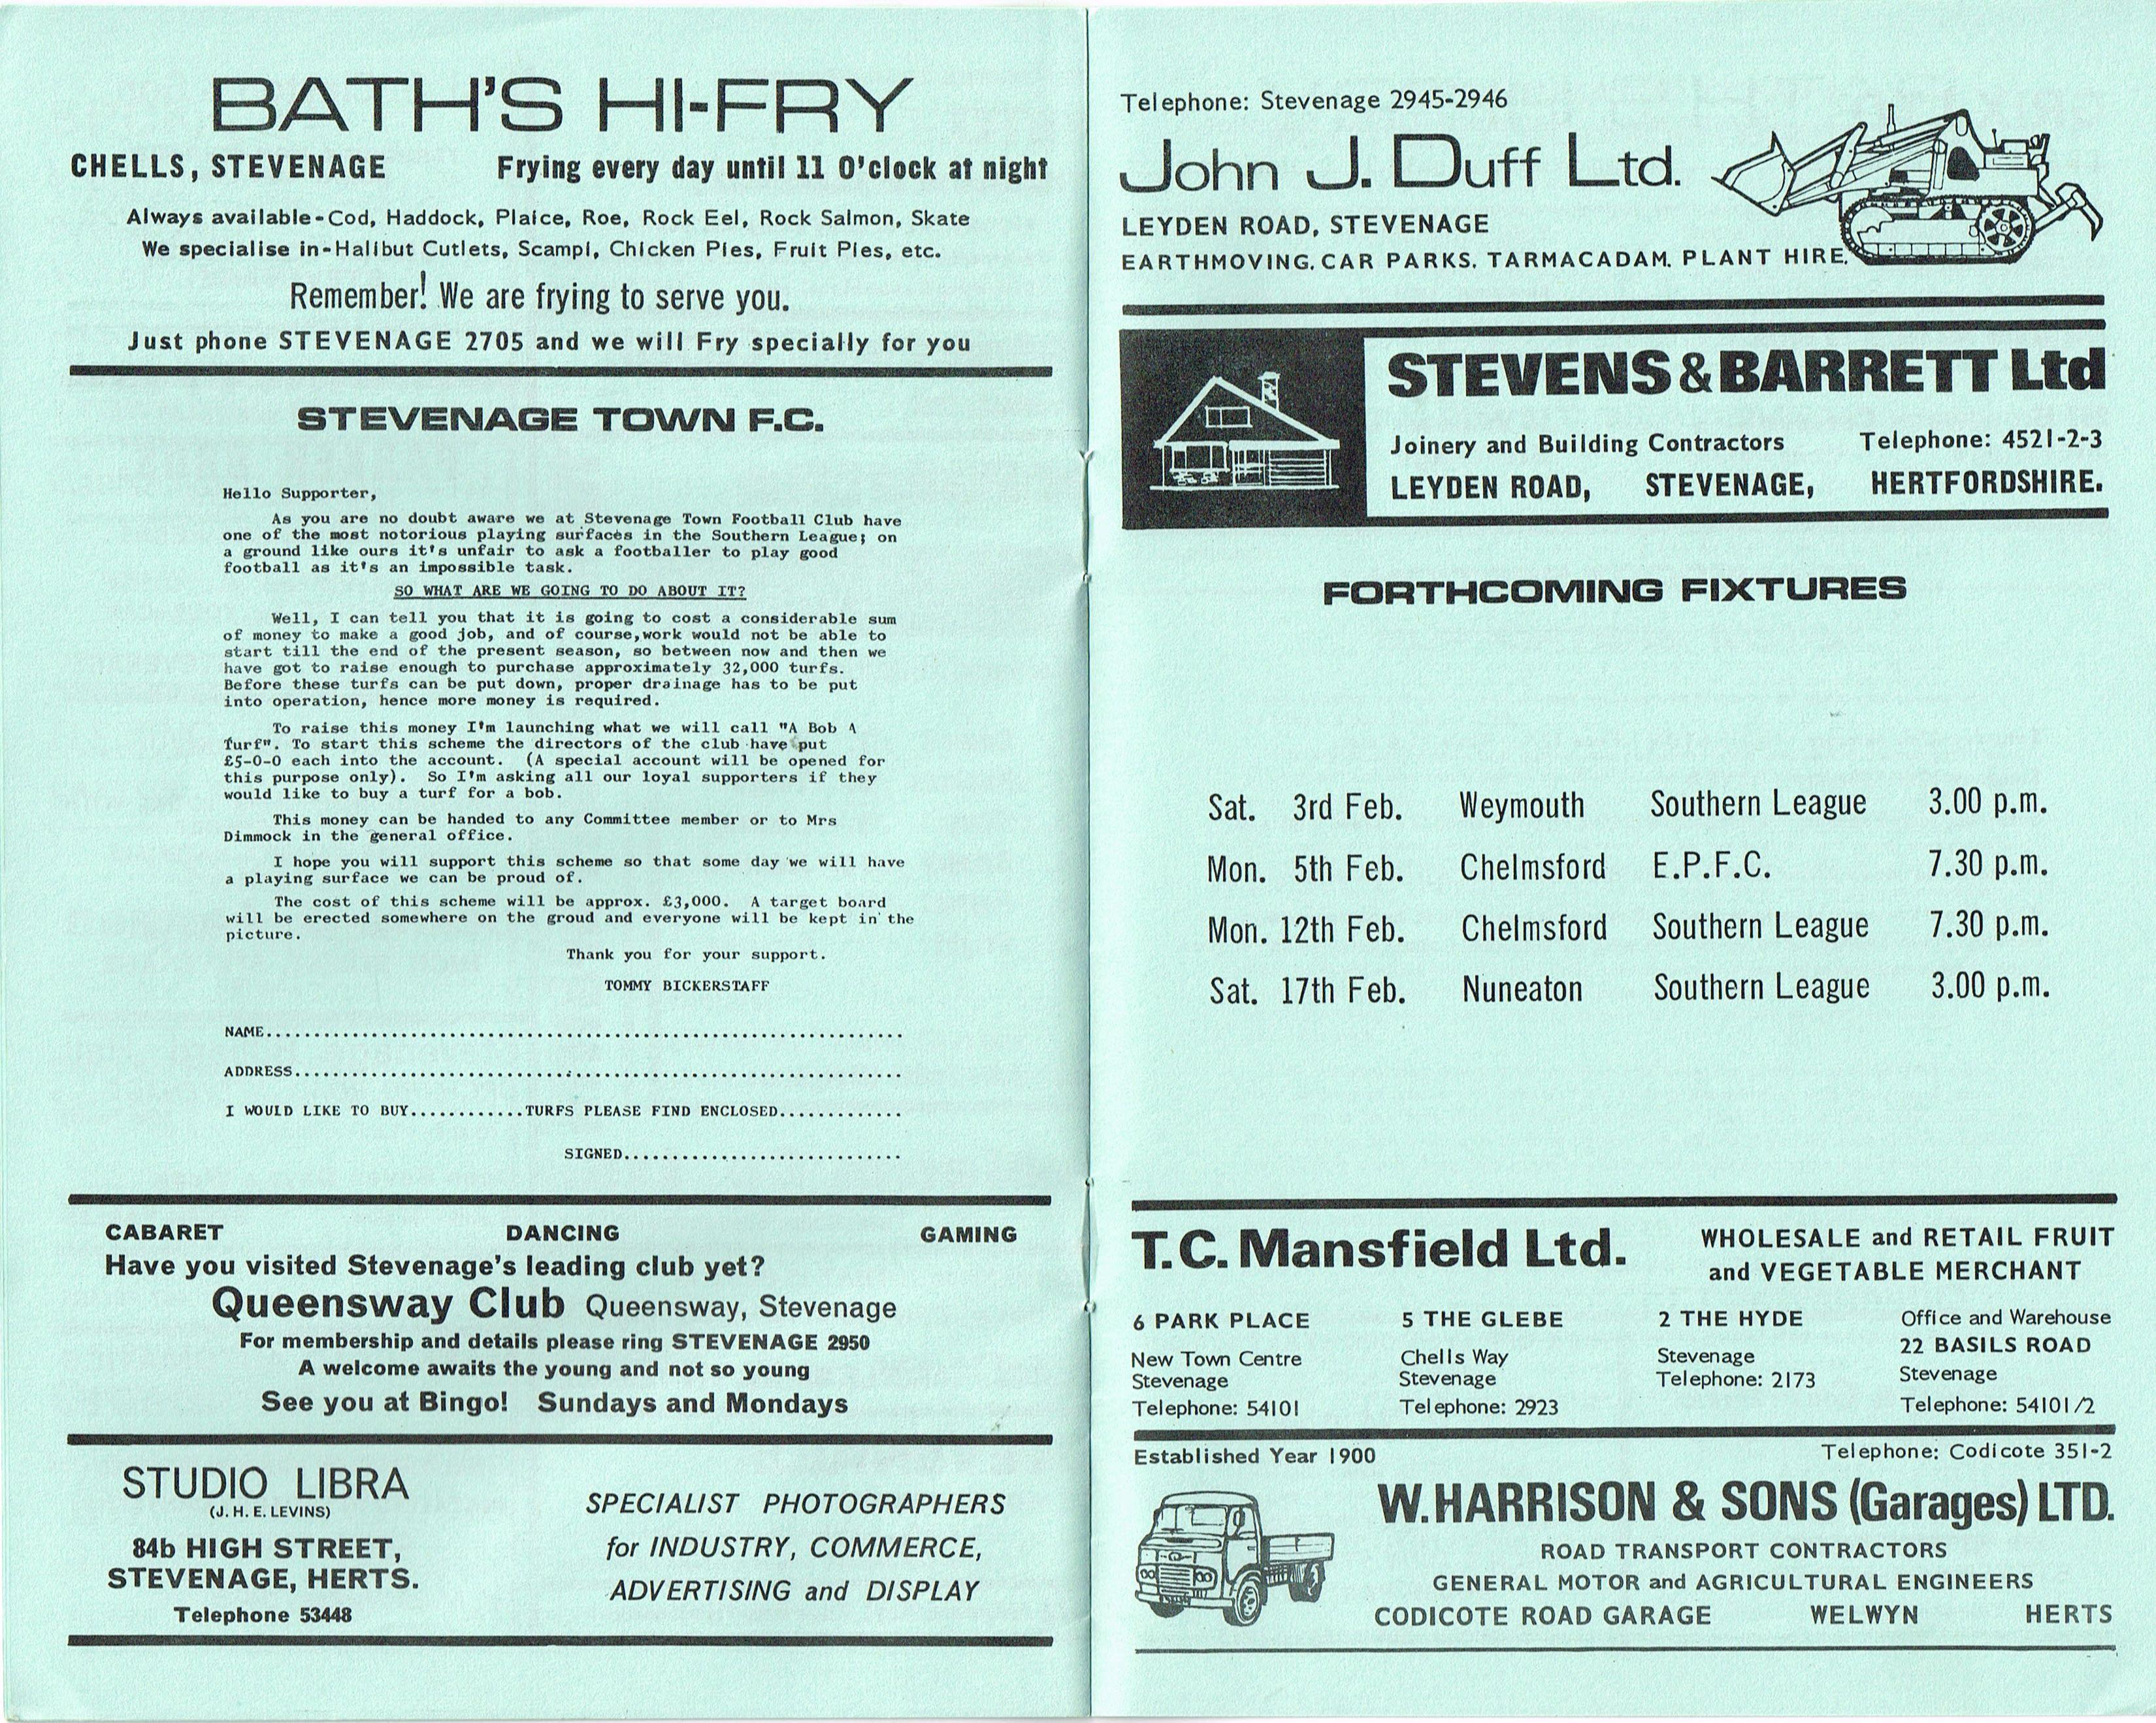 BATH'S HI-FRY
CHELLS, STEVENAGE Frying every day until 11 O'clock at night
Always available-Cod, Haddock, Plaice, Roe, Rock Eel, Rock Salmon, Skate
We specialise in-Halibut Cutlets, Scampi, Chicken Pies, Fruit Pies, etc.
Remember! We are frying to serve you.
Just phone STEVENAGE 2705 and we will Fry specially for you
STEVENAGE TOWN F.C.
Hello Supporter,
As you are no doubt aware we at Stevenage Town Football Club have
one of the most notorious playing surfaces in the Southern League; on
a ground like ours it's unfair to ask a footballer to play good
football as it's an impossible task.
SO WHAT ARE WE GOING TO DO ABOUT IT?
Well, I can tell you that it is going to cost a considerable sum
of money to make a good job, and of course,work would not be able to
start till the end of the present season, so between now and then we
have got to raise enough to purchase approximately 32,000 turfs.
Before these turfs can be put down, proper drainage has to be put
into operation, hence more money is required.
To raise this money I'm launching what we will call "A Bob A
Turf". To start this scheme the directors of the club have put
£5-0-0 each into the account. (A special account will be opened for
this purpose only). So I'm asking all our loyal supporters if they
would like to buy a turf for a bob.
This money can be handed to any Committee member or to Mrs
Dimmock in the general office.
I hope you will support this scheme so that some day we will have
a playing surface we can be proud of.
The cost of this scheme will be approx. £3,000. A target board
will be erected somewhere on the groud and everyone will be kept in the
picture.
Thank you for your support.
TOMMY BICKERSTAFF
NAME....................................................................
ADDRESS.................................................................
I WOULD LIKE TO BUY............TURFS PLEASE FIND ENCLOSED.............
SIGNED.............................
CABARET DANCING GAMING
Have you visited Stevenage's leading club yet?
Queensway Club Queensway, Stevenage
For membership and details please ring STEVENAGE 2950
A welcome awaits the young and not so young
See you at Bingo! Sundays and Mondays
STUDIO LIBRA
(J. H. E. LEVINS)
84b HIGH STREET,
STEVENAGE, HERTS.
Telephone 53448
SPECIALIST PHOTOGRAPHERS
for INDUSTRY, COMMERCE,
ADVERTISING and DISPLAY
Telephone: Stevenage 2945-2946
John J. Duff Ltd.
LEYDEN ROAD, STEVENAGE
EARTHMOVING. CAR PARKS. TARMACADAM. PLANT HIRE.
STEVENS & BARRETT Ltd
Joinery and Building Contractors Telephone: 4521-2-3
LEYDEN ROAD, STEVENAGE, HERTFORDSHIRE.
FORTHCOMING FIXTURES
Sat. 3rd Feb. Weymouth Southern League 3.00 p.m.
Mon. 5th Feb. Chelmsford E.P.F.C. 7.30 p.m.
Mon. 12th Feb. Chelmsford Southern League 7.30 p.m.
Sat. 17th Feb. Nuneaton Southern League 3.00 p.m.
T.C. Mansfield Ltd.
WHOLESALE and RETAIL FRUIT
and VEGETABLE MERCHANT
6 PARK PLACE
New Town Centre
Stevenage
Telephone: 54101
5 THE GLEBE
Chells Way
Stevenage
Telephone: 2923
2 THE HYDE
Stevenage
Telephone: 2173
Office and Warehouse
22 BASILS ROAD
Stevenage
Telephone: 54101/2
Established Year 1900 Telephone: Codicote 351-2
W. HARRISON & SONS (Garages) LTD.
ROAD TRANSPORT CONTRACTORS
GENERAL MOTOR and AGRICULTURAL ENGINEERS
CODICOTE ROAD GARAGE WELWYN HERTS